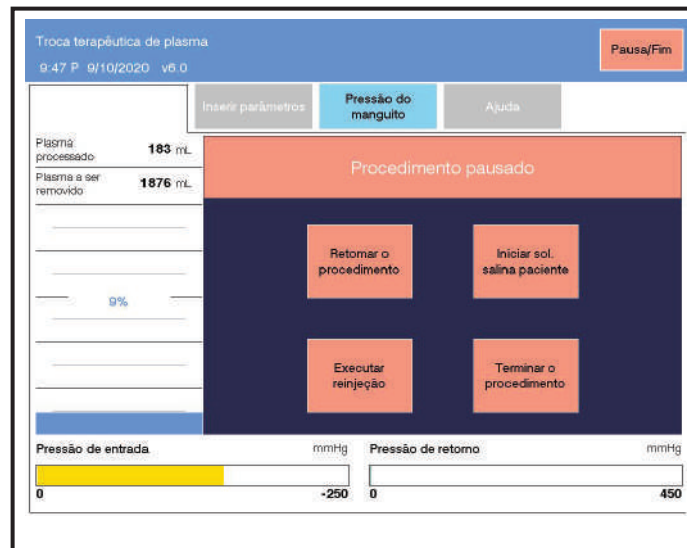 Troca terapêutica de plasma
9:47 P 9/10/2020 v6.0
Pausa/Fim
Inserir parâmetros
Pressão do
manguito
Ajuda
Plasma
processado 183 mL
Plasma a ser
removido 1876 mL
Procedimento pausado
Retomar o
procedimento
Iniciar sol.
salina paciente
9%
Executar
reinjeção
Terminar o
procedimento
Pressão de entrada mmHg
Pressão de retorno mmHg
0 -250
0 450